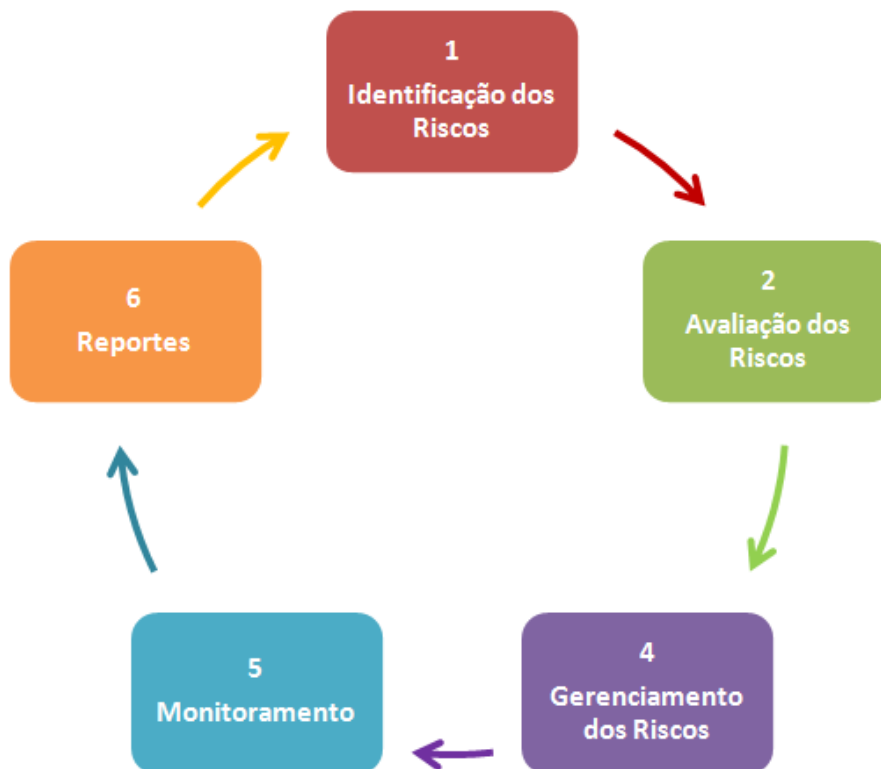 1
Identificação dos
Riscos
2
Avaliação dos
Riscos
4
Gerenciamento
dos Riscos
5
Monitoramento
6
Reportes